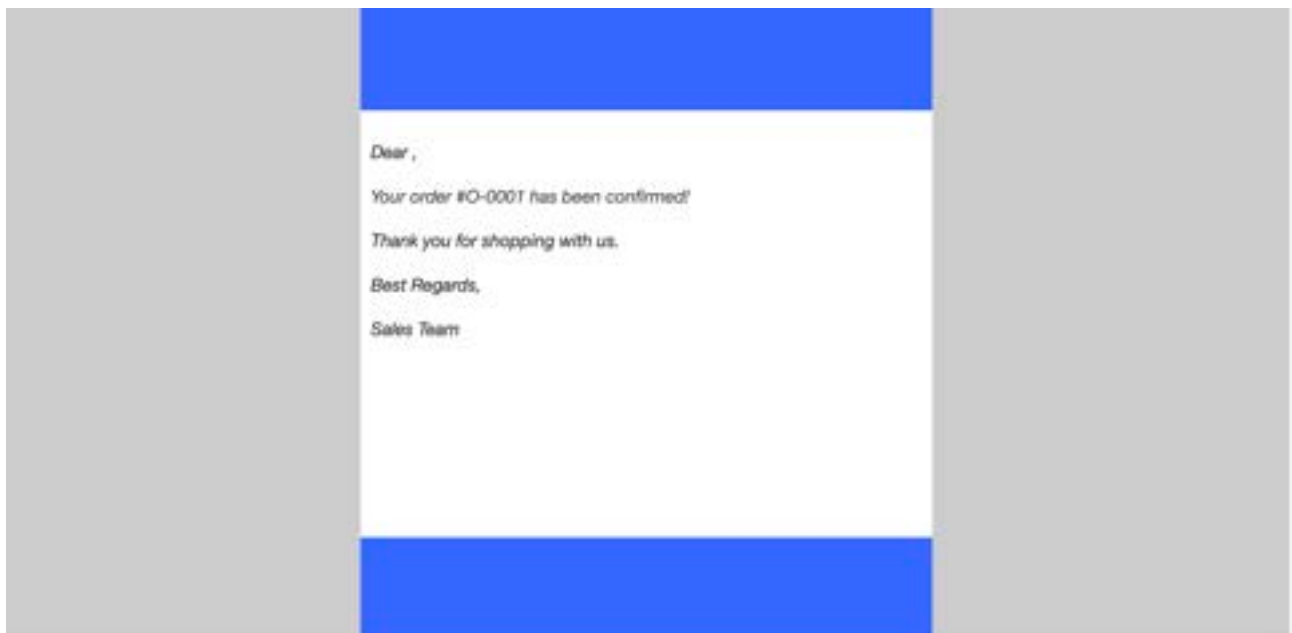 Dear ,
Your order #O-0001 has been confirmed!
Thank you for shopping with us.
Best Regards,
Sales Team